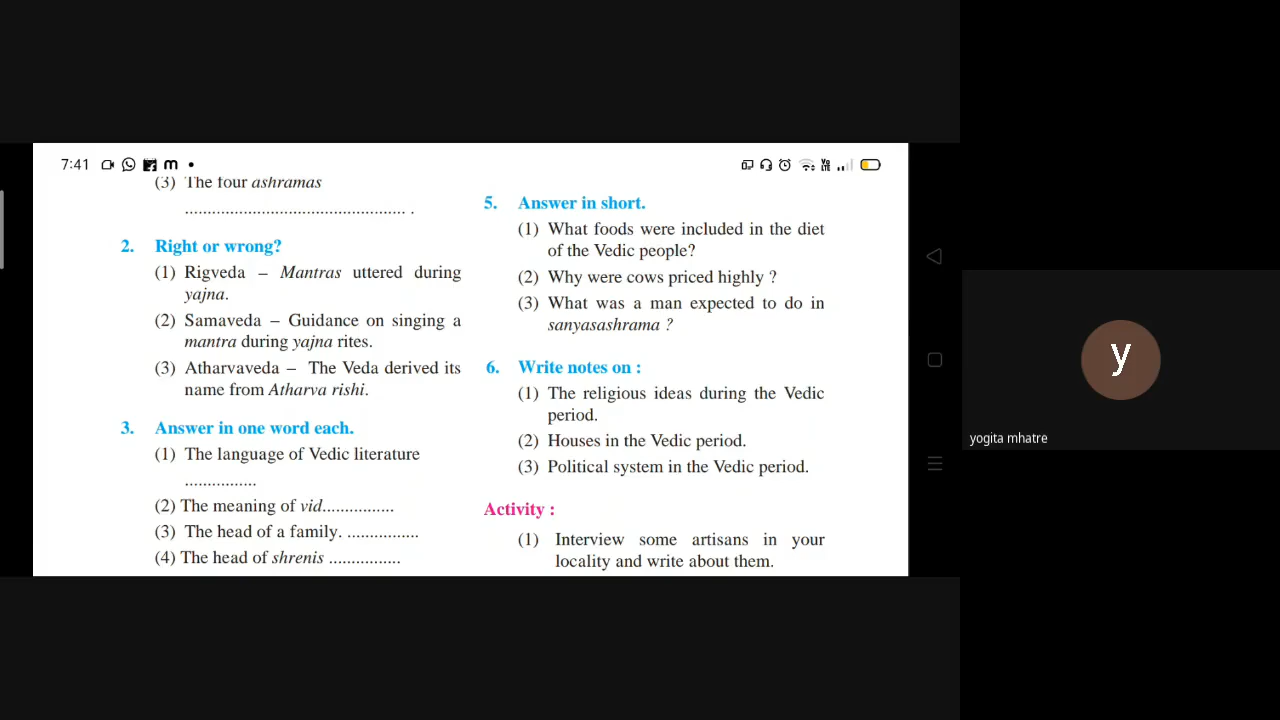 7:41
(3) The four ashramas
................................................ .
2. Right or wrong?
(1) Rigveda – Mantras uttered during
yajna.
(2) Samaveda – Guidance on singing a
mantra during yajna rites.
(3) Atharvaveda – The Veda derived its
name from Atharva rishi.
3. Answer in one word each.
(1) The language of Vedic literature
................
(2) The meaning of vid................
(3) The head of a family. ................
(4) The head of shrenis ................
5. Answer in short.
(1) What foods were included in the diet
of the Vedic people?
(2) Why were cows priced highly ?
(3) What was a man expected to do in
sanyasashrama ?
6. Write notes on :
(1) The religious ideas during the Vedic
period.
(2) Houses in the Vedic period.
(3) Political system in the Vedic period.
Activity :
(1) Interview some artisans in your
locality and write about them.
y
yogita mhatre